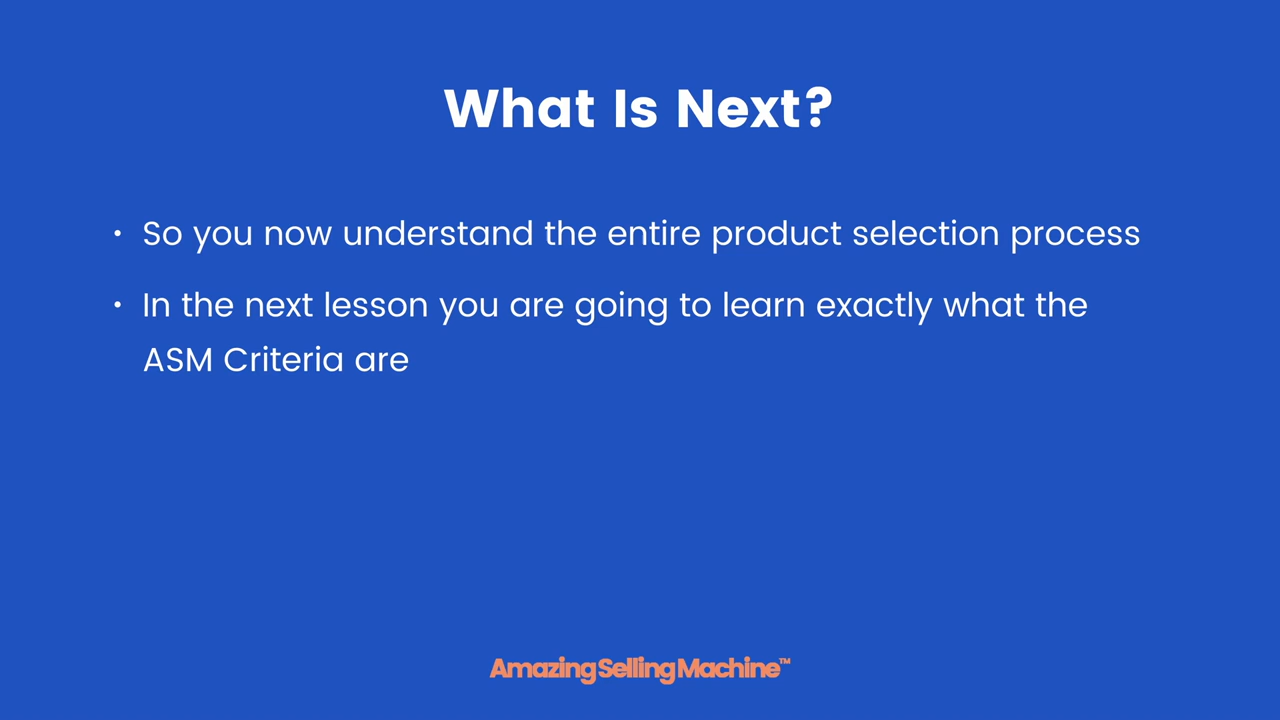 What Is Next?
• So you now understand the entire product selection process
• In the next lesson you are going to learn exactly what the
ASM Criteria are
AmazingSellingMachine™